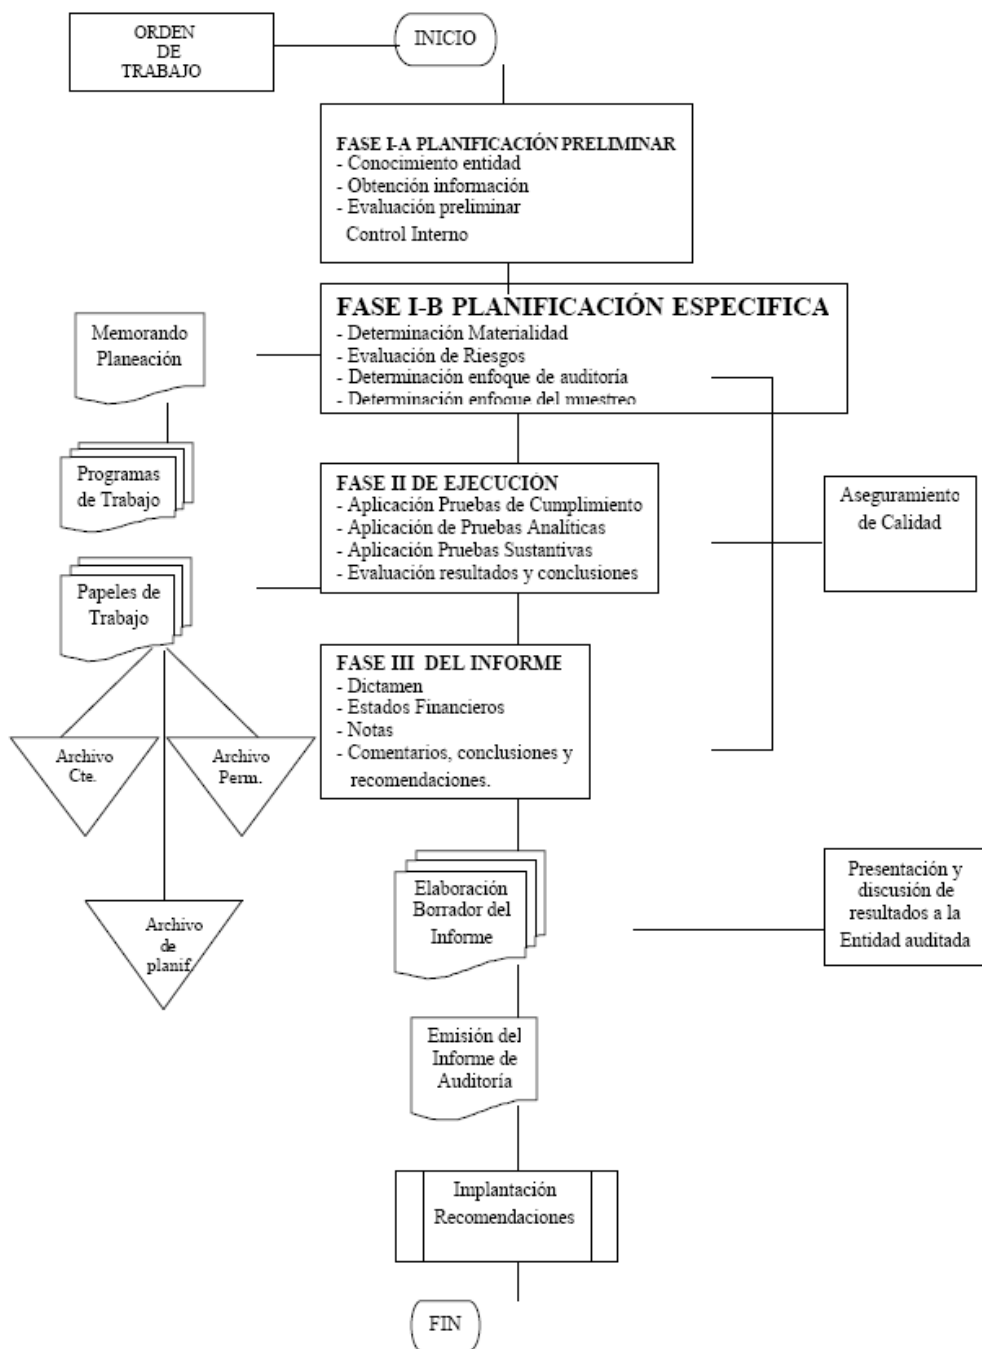 ORDEN
DE
TRABAJO
INICIO
FASE I-A PLANIFICACIÓN PRELIMINAR
- Conocimiento entidad
- Obtención información
- Evaluación preliminar
Control Interno
FASE I-B PLANIFICACIÓN ESPECIFICA
- Determinación Materialidad
- Evaluación de Riesgos
- Determinación enfoque de auditoría
- Determinación enfoque del muestreo
Memorando
Planeación
Programas
de Trabajo
Papeles de
Trabajo
FASE II DE EJECUCIÓN
- Aplicación Pruebas de Cumplimiento
- Aplicación de Pruebas Analíticas
- Aplicación Pruebas Sustantivas
- Evaluación resultados y conclusiones
Aseguramiento
de Calidad
FASE III DEL INFORME
- Dictamen
- Estados Financieros
- Notas
- Comentarios, conclusiones y
recomendaciones.
Archivo
Cte.
Archivo
Perm.
Archivo
de
planif.
Elaboración
Borrador del
Informe
Presentación y
discusión de
resultados a la
Entidad auditada
Emisión del
Informe de
Auditoría
Implantación
Recomendaciones
FIN